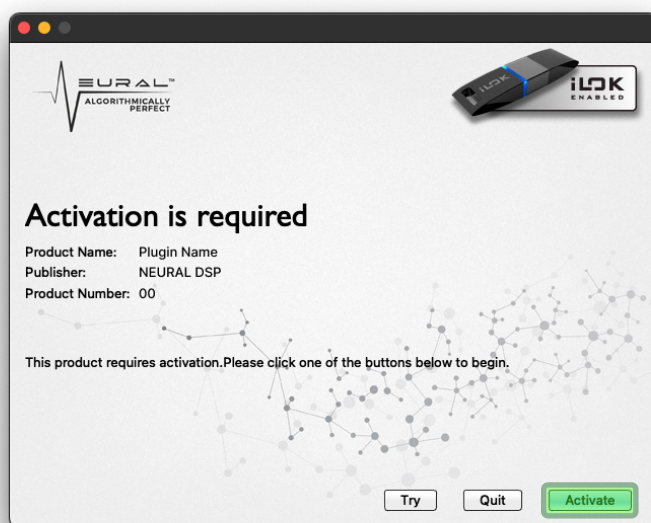 EURAL™
ALGORITHMICALLY
PERFECT
iLOK
iLOK
ENABLED
Activation is required
Product Name: Plugin Name
Publisher: NEURAL DSP
Product Number: 00
This product requires activation.Please click one of the buttons below to begin.
Try Quit Activate